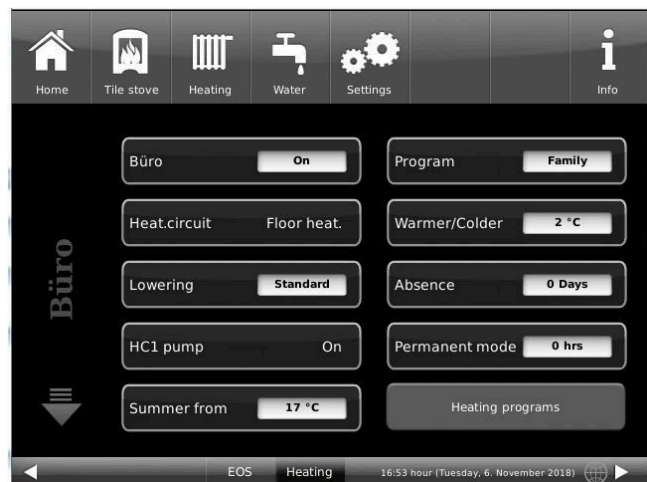 Home Tile stove Heating Water Settings Info
Büro
Büro On
Program Family
Heat.circuit Floor heat.
Warmer/Colder 2 °C
Lowering Standard
Absence 0 Days
HC1 pump On
Permanent mode 0 hrs
Summer from 17 °C
Heating programs
EOS Heating 16:53 hour (Tuesday, 6. November 2018)